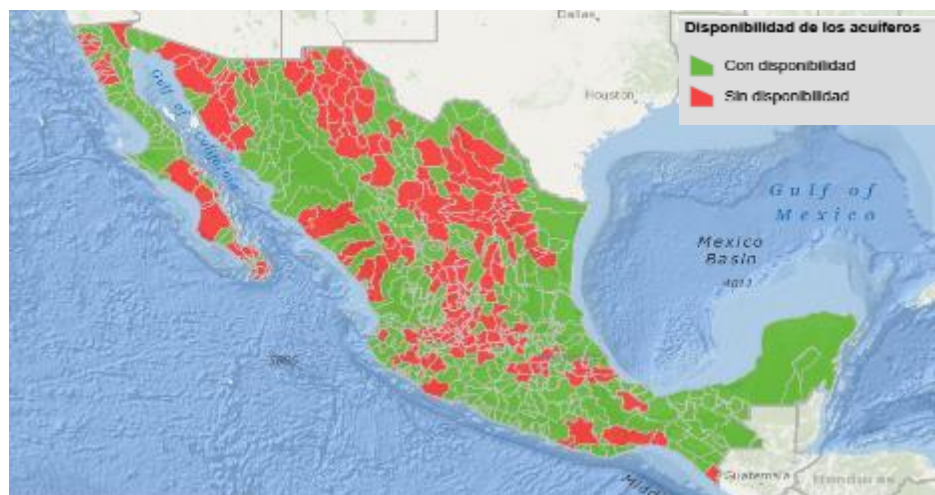 Disponibilidad de los acuíferos
Con disponibilidad
Sin disponibilidad
Dallas
Houston
Gulf of
California
Gulf of
Mexico
Mexico
Basin
Guatemala
Honduras